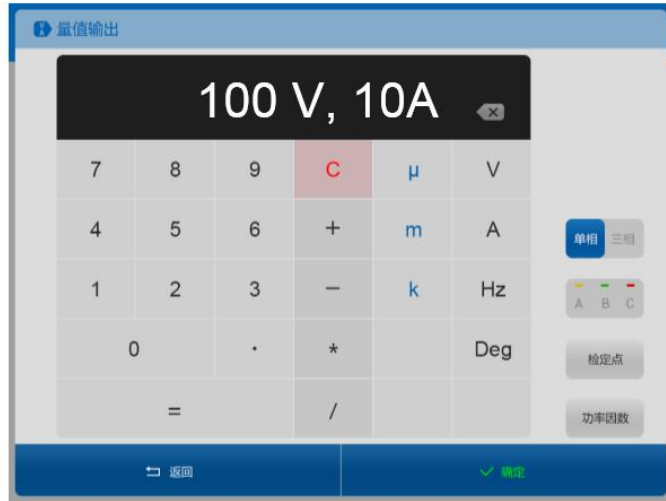 量值输出
100 V, 10A
7 8 9 C μ V
4 5 6 + m A
单相 三相
1 2 3 — k Hz
A B C
0 · * Deg
检定点
= /
功率因数
返回 确定